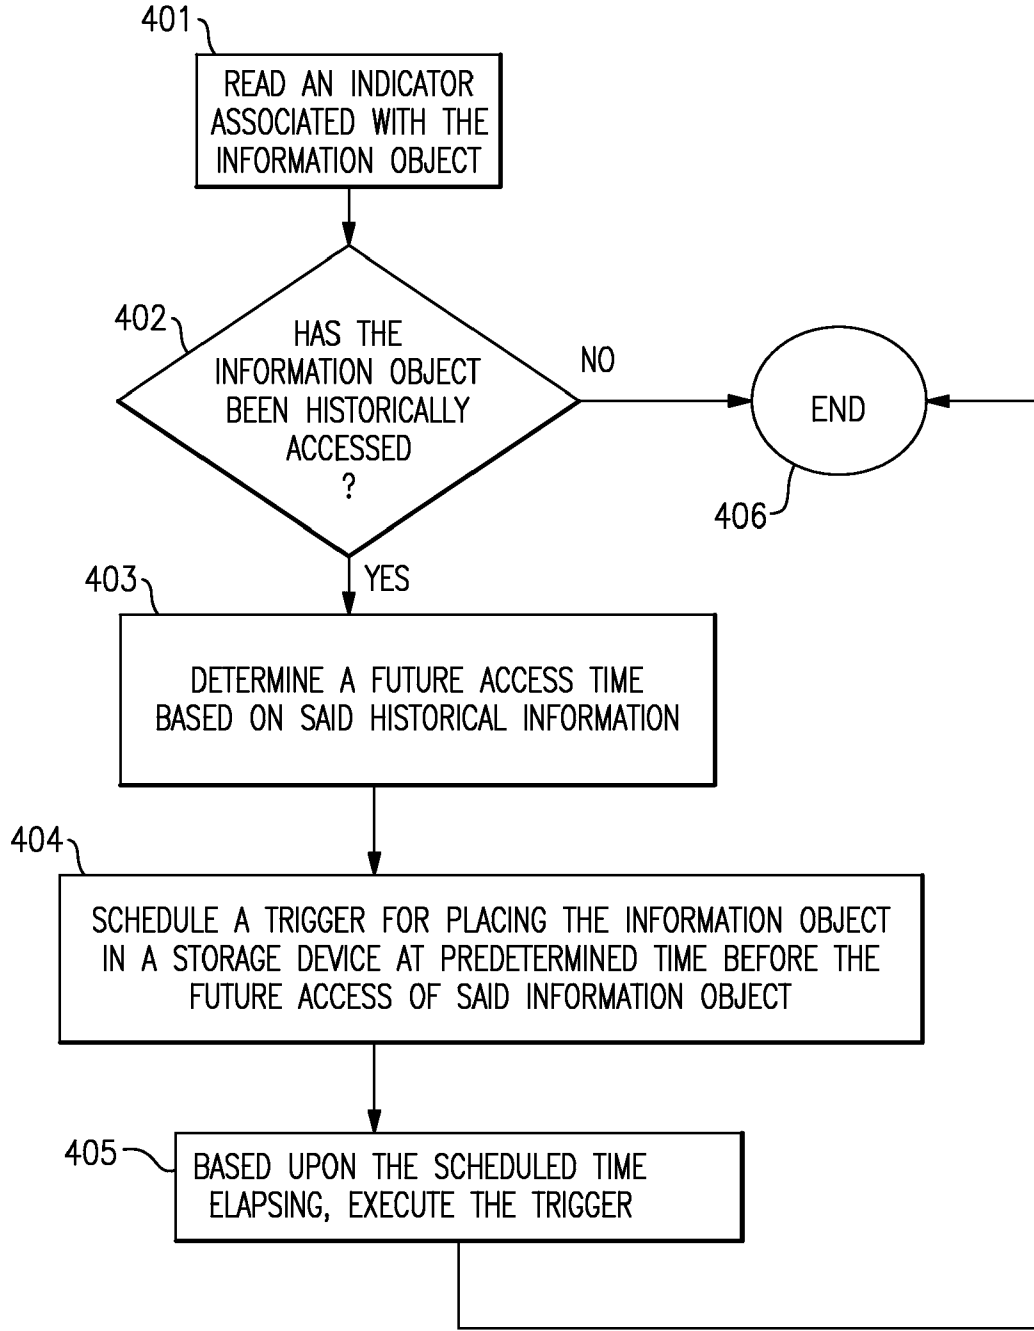 401
READ AN INDICATOR
ASSOCIATED WITH THE
INFORMATION OBJECT
402
HAS THE
INFORMATION OBJECT
BEEN HISTORICALLY
ACCESSED
?
NO
END
406
YES
403
DETERMINE A FUTURE ACCESS TIME
BASED ON SAID HISTORICAL INFORMATION
404
SCHEDULE A TRIGGER FOR PLACING THE INFORMATION OBJECT
IN A STORAGE DEVICE AT PREDETERMINED TIME BEFORE THE
FUTURE ACCESS OF SAID INFORMATION OBJECT
405
BASED UPON THE SCHEDULED TIME
ELAPSING, EXECUTE THE TRIGGER